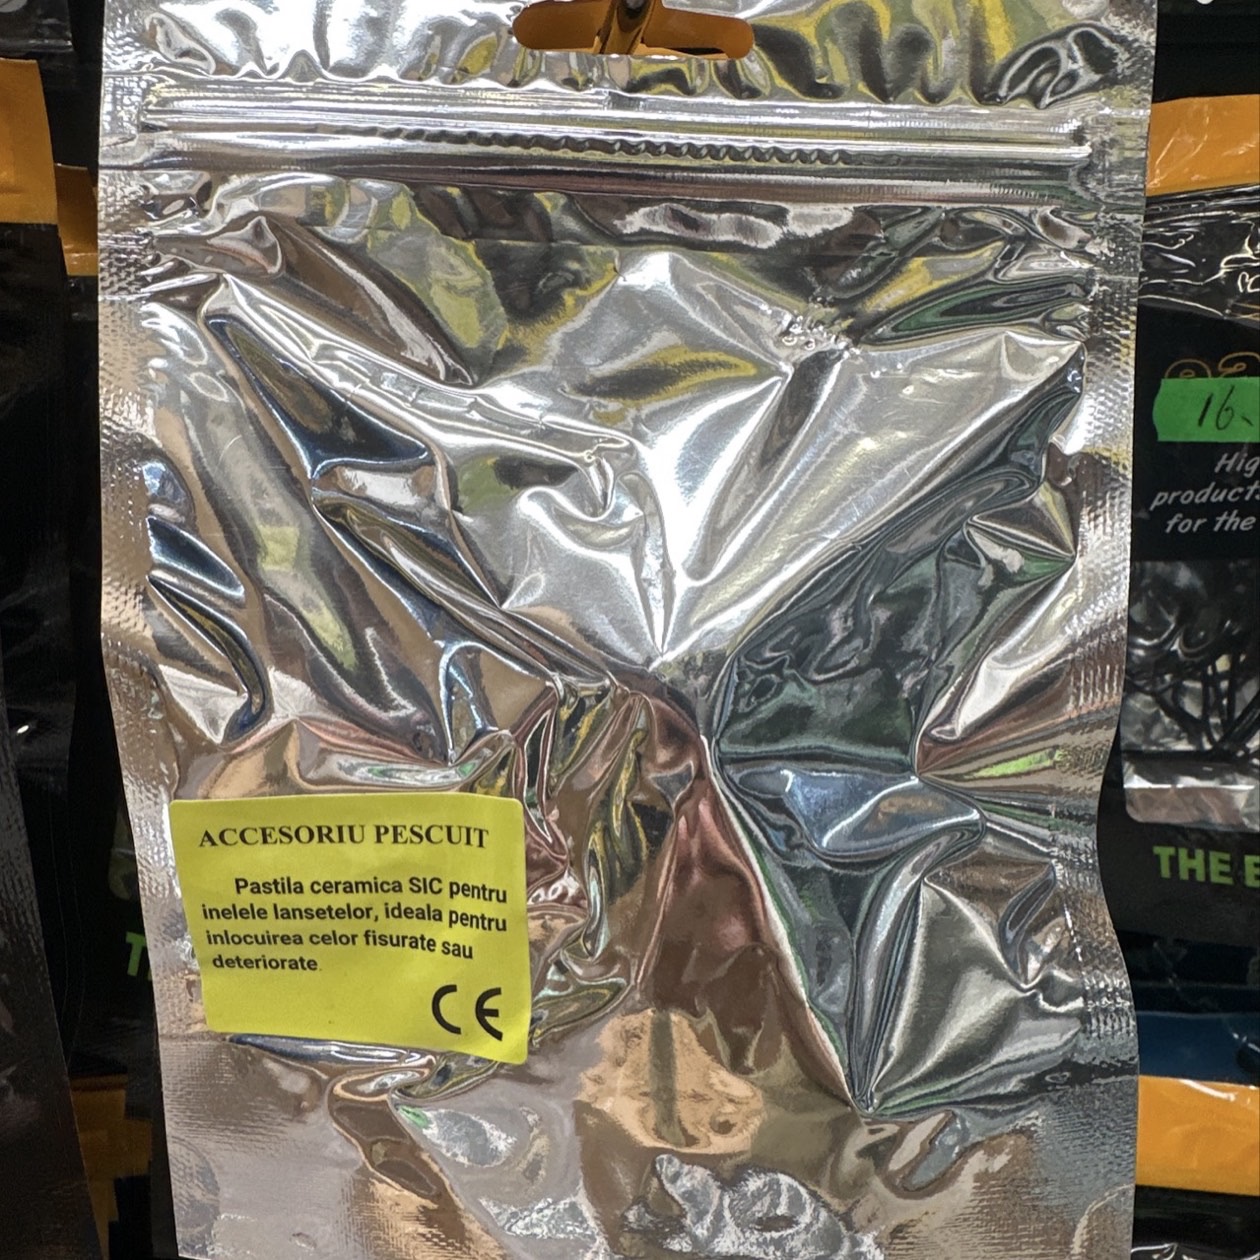 16.
Hig
product
for the
ACCESORIU PESCUIT
Pastila ceramica SIC pentru
inelele lansetelor, ideala pentru
inlocuirea celor fisurate sau
deteriorate
CE
THE E